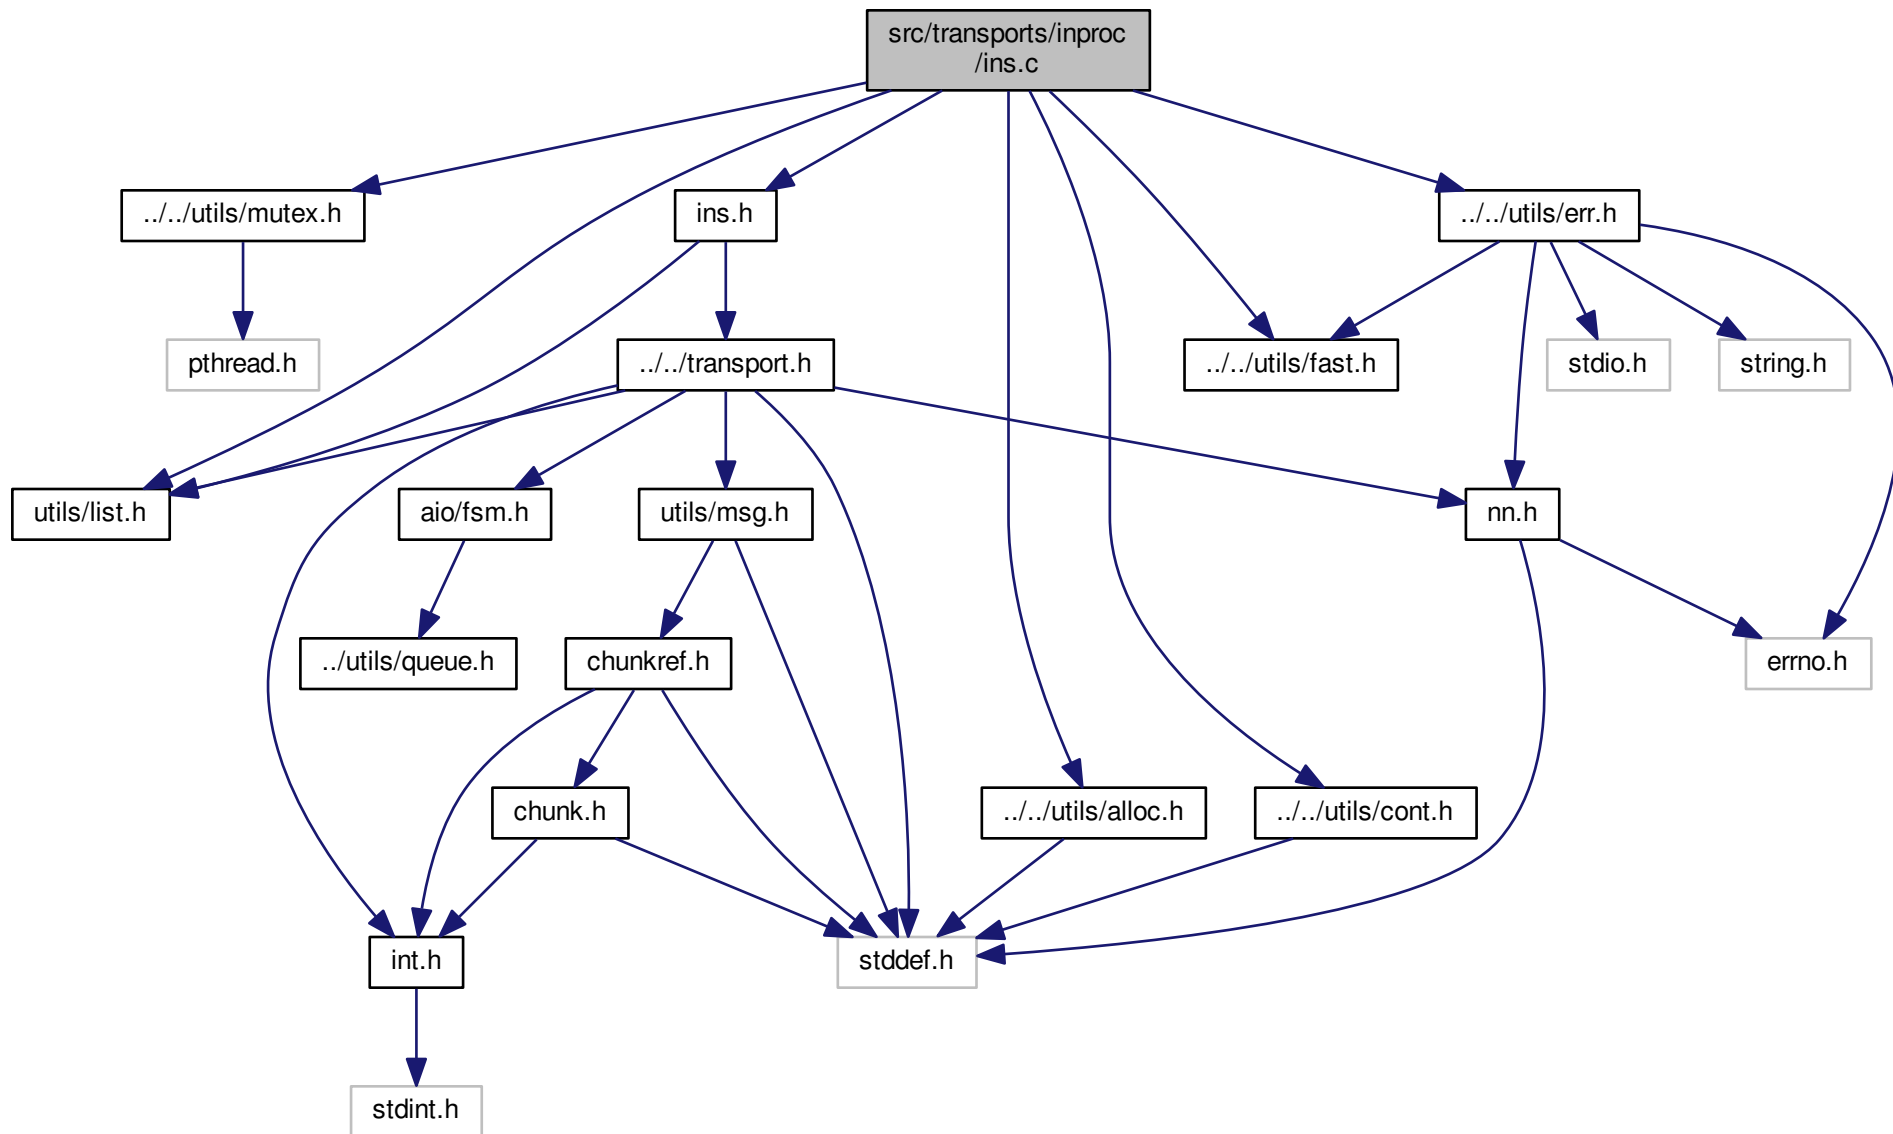 src/transports/inproc
/ins.c
../../utils/mutex.h
ins.h
../../utils/err.h
pthread.h
../../transport.h
../../utils/fast.h
stdio.h
string.h
utils/list.h
aio/fsm.h
utils/msg.h
nn.h
../utils/queue.h
chunkref.h
errno.h
chunk.h
../../utils/alloc.h
../../utils/cont.h
int.h
stddef.h
stdint.h